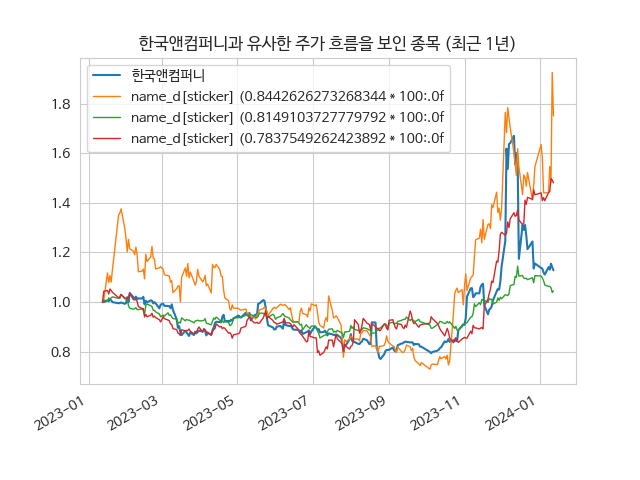 한국앤컴퍼니과 유사한 주가 흐름을 보인 종목 (최근 1년)
한국앤컴퍼니
name_d[sticker] (0.8442626273268344 * 100:.0f
name_d[sticker] (0.8149103727779792 * 100:.0f
name_d[sticker] (0.7837549262423892 * 100:.0f
1.8
1.6
1.4
1.2
1.0
0.8
2023-01
2023-03
2023-05
2023-07
2023-09
2023-11
2024-01